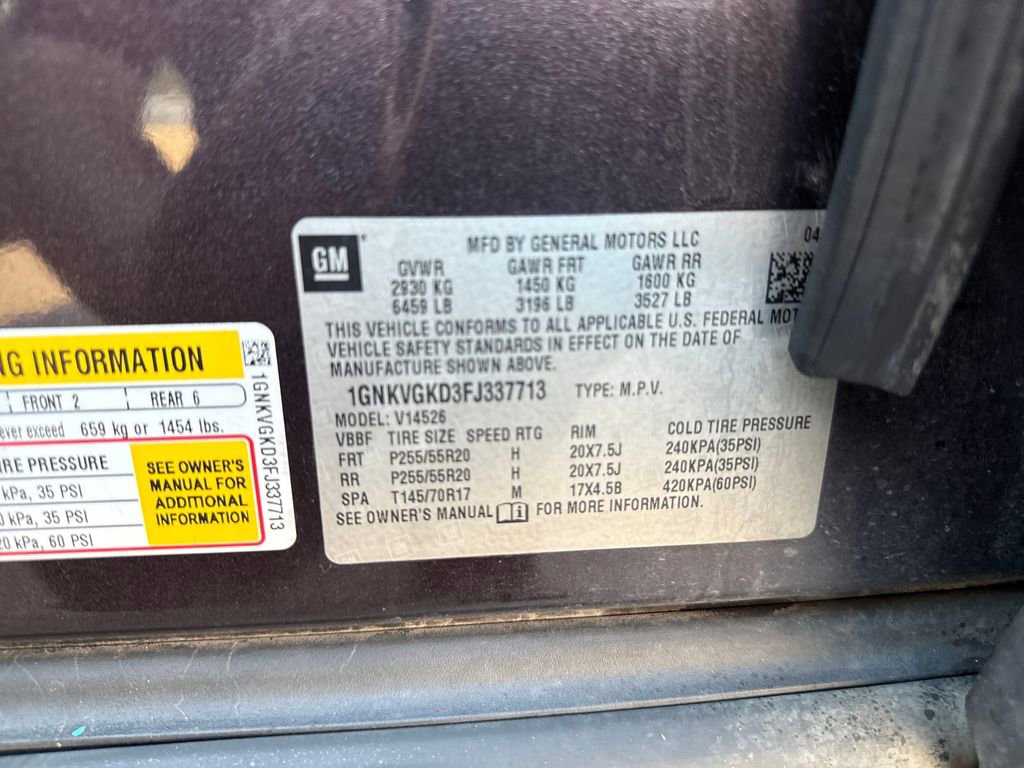 NG INFORMATION
FRONT 2 REAR 6
ever exceed 659 kg or 1454 lbs.
IRE PRESSURE
kPa, 35 PSI
0 kPa, 35 PSI
20 kPa, 60 PSI
SEE OWNER'S
MANUAL FOR
ADDITIONAL
INFORMATION
1GNKVGKD3FJ337713
GM®
MFD BY GENERAL MOTORS LLC 04
GVWR GAWR FRT GAWR RR
2930 KG 1450 KG 1600 KG
6459 LB 3196 LB 3527 LB
THIS VEHICLE CONFORMS TO ALL APPLICABLE U.S. FEDERAL MOT
VEHICLE SAFETY STANDARDS IN EFFECT ON THE DATE OF
MANUFACTURE SHOWN ABOVE.
1GNKVGKD3FJ337713 TYPE: M.P.V.
MODEL: V14526
VBBF TIRE SIZE SPEED RTG RIM COLD TIRE PRESSURE
FRT P255/55R20 H 20X7.5J 240KPA(35PSI)
RR P255/55R20 H 20X7.5J 240KPA(35PSI)
SPA T145/70R17 M 17X4.5B 420KPA(60PSI)
SEE OWNER'S MANUAL FOR MORE INFORMATION.